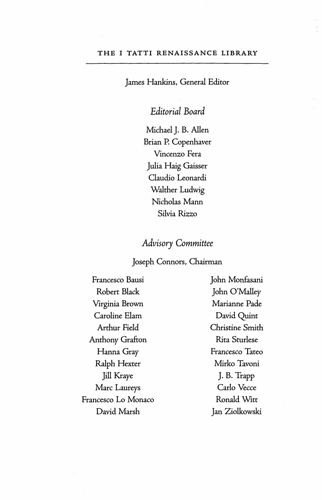 THE I TATTI RENAISSANCE LIBRARY
James Hankins, General Editor
Editorial Board
Michael J. B. Allen
Brian P. Copenhaver
Vincenzo Fera
Julia Haig Gaisser
Claudio Leonardi
Walther Ludwig
Nicholas Mann
Silvia Rizzo
Advisory Committee
Joseph Connors, Chairman
Francesco Bausi
Robert Black
Virginia Brown
Caroline Elam
Arthur Field
Anthony Grafton
Hanna Gray
Ralph Hexter
Jill Kraye
Marc Laureys
Francesco Lo Monaco
David Marsh
John Monfasani
John O'Malley
Marianne Pade
David Quint
Christine Smith
Rita Sturlese
Francesco Tateo
Mirko Tavoni
J. B. Trapp
Carlo Vecce
Ronald Witt
Jan Ziolkowski